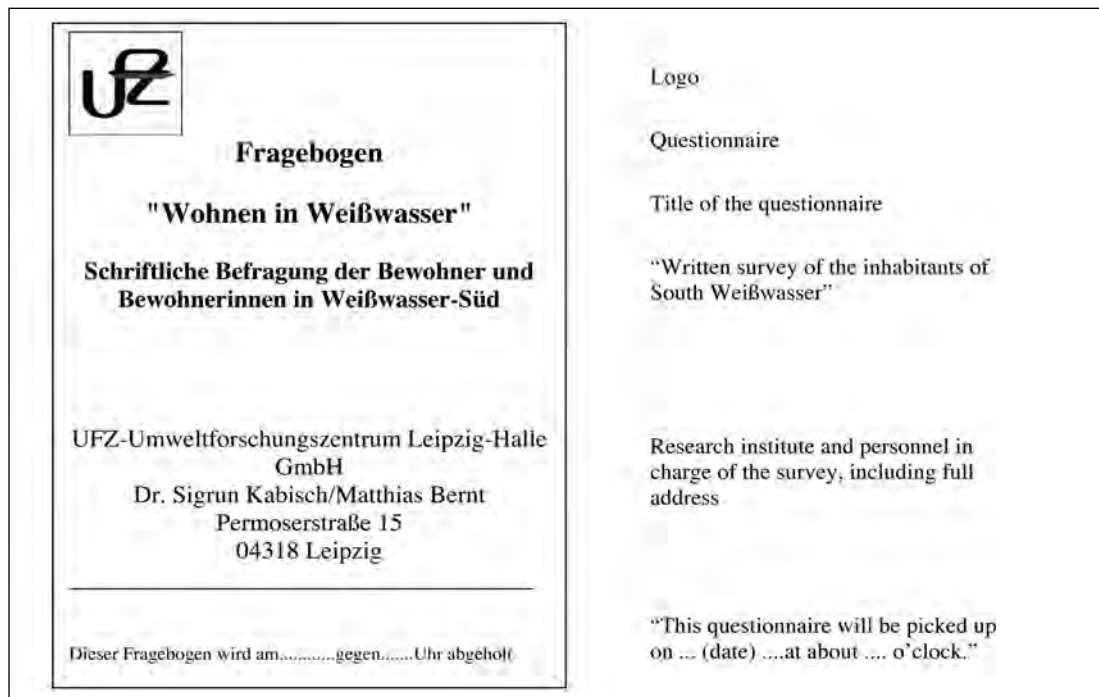 UFZ
Fragebogen
"Wohnen in Weißwasser"
Schriftliche Befragung der Bewohner und
Bewohnerinnen in Weißwasser-Süd
UFZ-Umweltforschungszentrum Leipzig-Halle
GmbH
Dr. Sigrun Kabisch/Matthias Bernt
Permoserstraße 15
04318 Leipzig
Dieser Fragebogen wird am...........gegen.......Uhr abgeholt
Logo
Questionnaire
Title of the questionnaire
“Written survey of the inhabitants of
South Weißwasser”
Research institute and personnel in
charge of the survey, including full
address
“This questionnaire will be picked up
on ... (date) ....at about .... o’clock.”